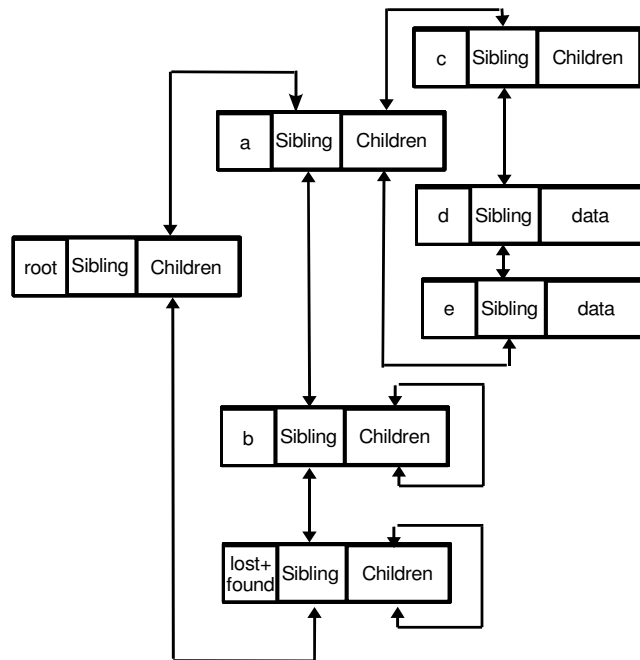 c Sibling Children
a Sibling Children
d Sibling data
root Sibling Children
e Sibling data
b Sibling Children
lost+
found Sibling Children